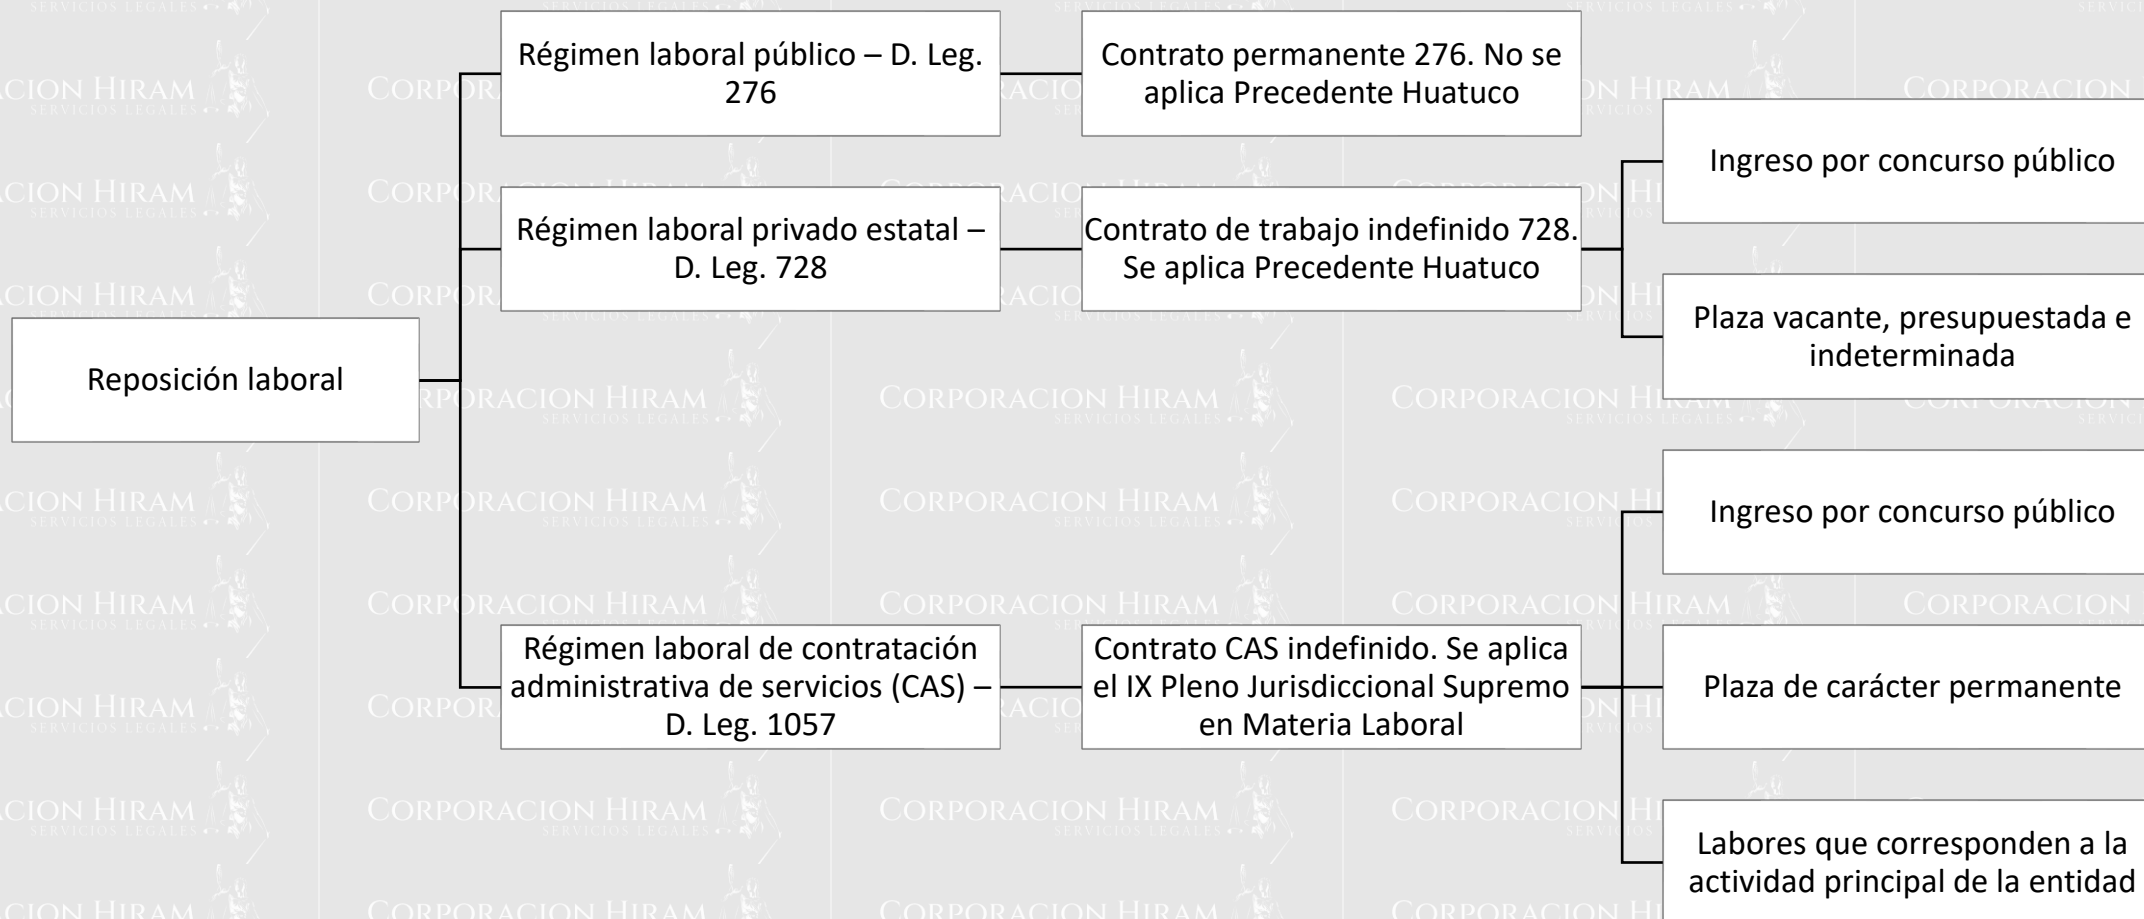 Reposición laboral
Régimen laboral público – D. Leg.
276
Contrato permanente 276. No se
aplica Precedente Huatuco
Régimen laboral privado estatal –
D. Leg. 728
Contrato de trabajo indefinido 728.
Se aplica Precedente Huatuco
Ingreso por concurso público
Plaza vacante, presupuestada e
indeterminada
Régimen laboral de contratación
administrativa de servicios (CAS) –
D. Leg. 1057
Contrato CAS indefinido. Se aplica
el IX Pleno Jurisdiccional Supremo
en Materia Laboral
Ingreso por concurso público
Plaza de carácter permanente
Labores que corresponden a la
actividad principal de la entidad
CORPORACION HIRAM
SERVICIOS LEGALES